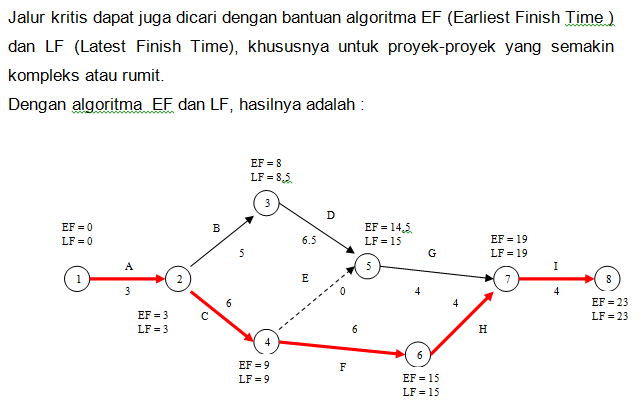 Jalur kritis dapat juga dicari dengan bantuan algoritma EF (Earliest Finish Time )
dan LF (Latest Finish Time), khususnya untuk proyek-proyek yang semakin
kompleks atau rumit.
Dengan algoritma EF dan LF, hasilnya adalah :
EF = 8
LF = 8,5
3
D
EF = 0
LF = 0
B
EF = 14,5
LF = 15
6.5
EF = 19
LF = 19
5
G
A
E
5
I
1
2
7
8
3
0
4
4
4
6
EF = 3
LF = 3
C
EF = 23
LF = 23
6
H
4
6
EF = 9
LF = 9
F
EF = 15
LF = 15